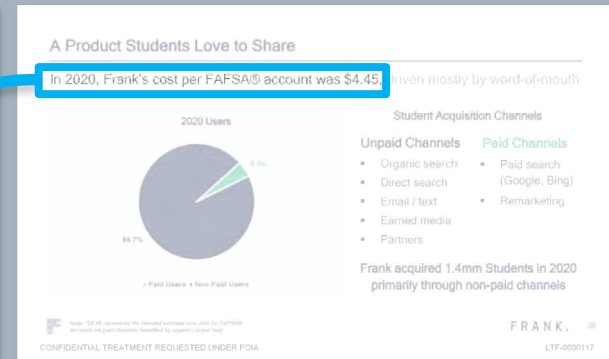 A Product Students Love to Share
In 2020, Frank's cost per FAFSA® account was $4.45, driven mostly by word-of-mouth
2020 Users
Student Acquisition Channels
Unpaid Channels
▪ Organic search
▪ Direct search
▪ Email / text
▪ Earned media
▪ Partners
Paid Channels
▪ Paid search
(Google, Bing)
▪ Remarketing
▪ Paid Users ▪ Non-Paid Users
Frank acquired 1.4mm Students in 2020
primarily through non-paid channels
FRANK.
CONFIDENTIAL TREATMENT REQUESTED UNDER FOIA
LTF-0000117